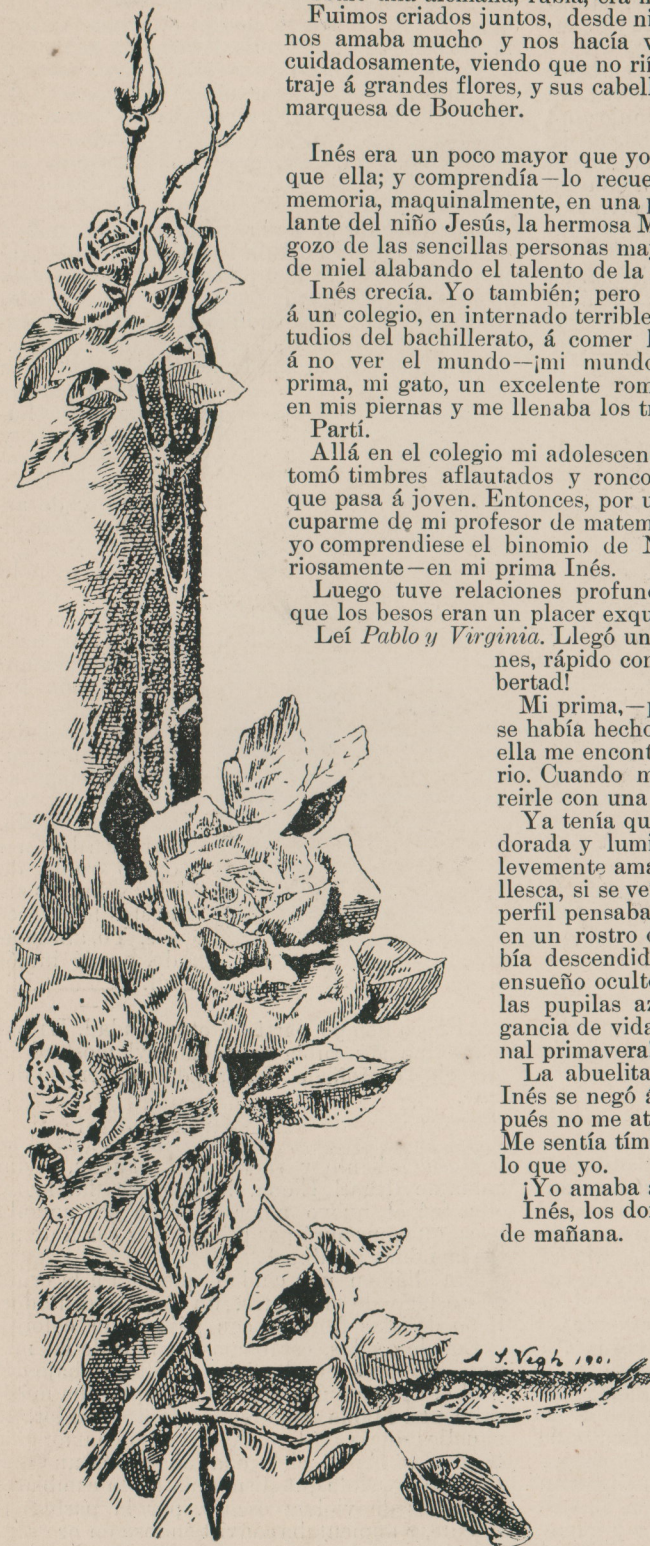 Fuimos criados juntos, desde ni
nos amaba mucho y nos hacía v
cuidadosamente, viendo que no rií
traje á grandes flores, y sus cabell
marquesa de Boucher.
Inés era un poco mayor que yo
que ella; y comprendía—lo recue
memoria, maquinalmente, en una p
lante del niño Jesús, la hermosa M
gozo de las sencillas personas may
de miel alabando el talento de la
Inés crecía. Yo también; pero
á un colegio, en internado terrible
tudios del bachillerato, á comer l
á no ver el mundo--¡mi mundo
prima, mi gato, un excelente rom
en mis piernas y me llenaba los tr
Partí.
Allá en el colegio mi adolescen
tomó timbres aflautados y ronco
que pasa á joven. Entonces, por u
cuparme de mi profesor de matem
yo comprendiese el binomio de N
riosamente—en mi prima Inés.
Luego tuve relaciones profund
que los besos eran un placer exqu
Leí Pablo y Virginia. Llegó un
nes, rápido con
bertad!
Mi prima,—p
se había hecho
ella me encont
rio. Cuando m
reirle con una
Ya tenía qu
dorada y lumi
levemente ama
llesca, si se ve
perfil pensaba
en un rostro d
bía descendid
ensueño oculto
las pupilas az
gancia de vida
nal primavera
La abuelita
Inés se negó á
pués no me at
Me sentía tím
lo que yo.
¡Yo amaba a
Inés, los do
de mañana.
Vegh 1901